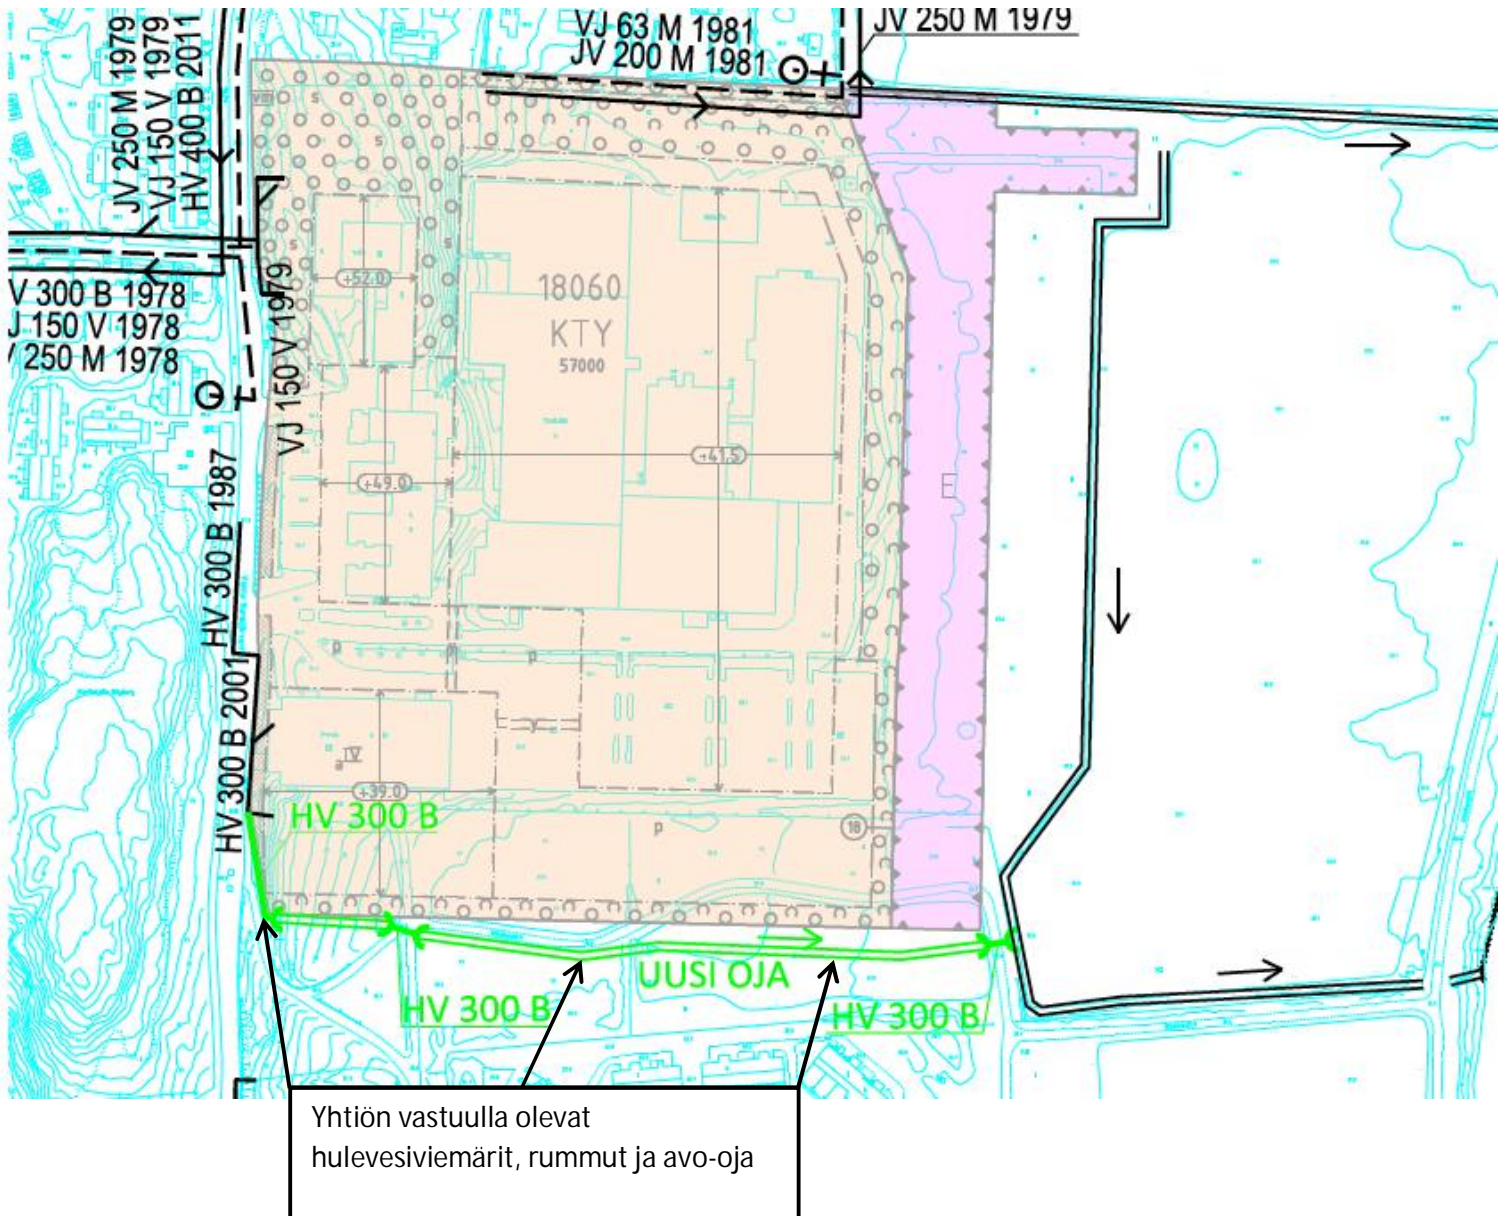 JV 250 M 1979
VJ 150 V 1979
HV 400 B 2011
VJ 63 M 1981
JV 200 M 1981
JV 250 M 1979
V 300 B 1978
J 150 V 1978
250 M 1978
VJ 150 V 1979
VIII
s
s
s
s
s
+52.0
18060
KTY
57000
+49.0
+41.5
E
HV 300 B 1987
p
p
HV 300 B 2001
IV
a
+39.0
HV 300 B
p
18
UUSI OJA
HV 300 B
HV 300 B
Yhtiön vastuulla olevat
hulevesiviemärit, rummut ja avo-oja